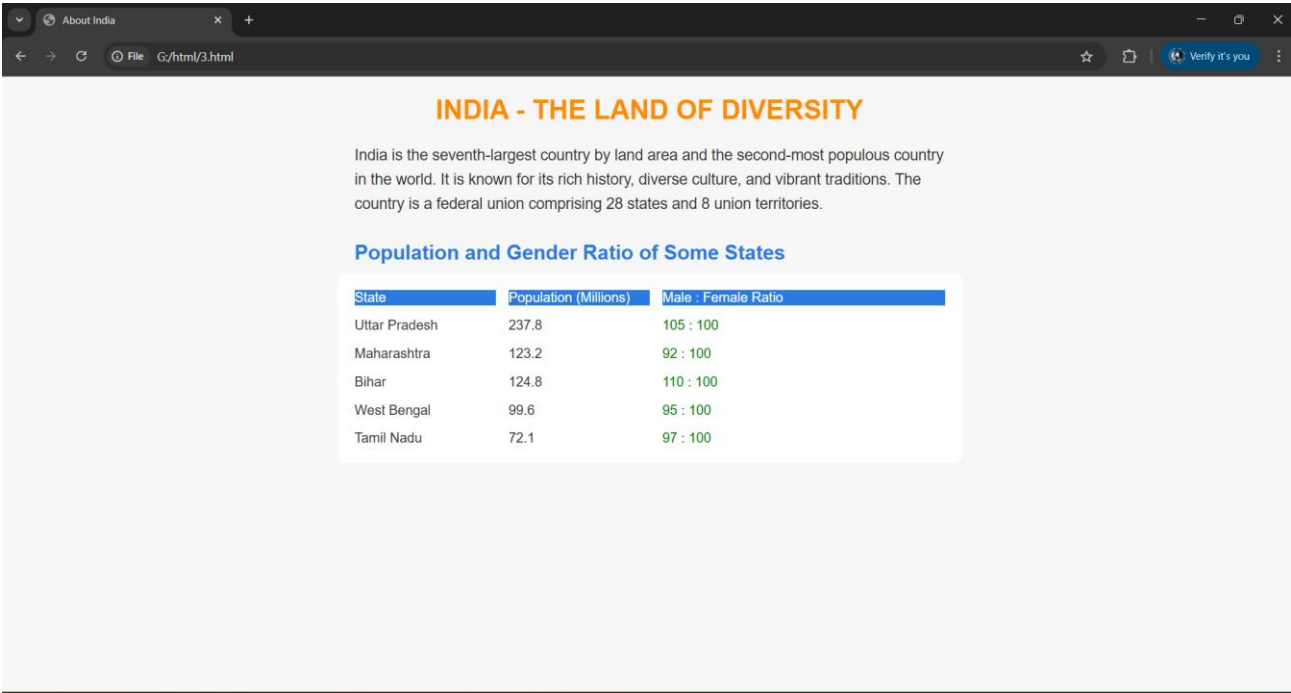 About India
File G:/html/3.html
Verify it's you
INDIA - THE LAND OF DIVERSITY
India is the seventh-largest country by land area and the second-most populous country
in the world. It is known for its rich history, diverse culture, and vibrant traditions. The
country is a federal union comprising 28 states and 8 union territories.
Population and Gender Ratio of Some States
State Population (Millions) Male : Female Ratio
Uttar Pradesh 237.8 105 : 100
Maharashtra 123.2 92 : 100
Bihar 124.8 110 : 100
West Bengal 99.6 95 : 100
Tamil Nadu 72.1 97 : 100